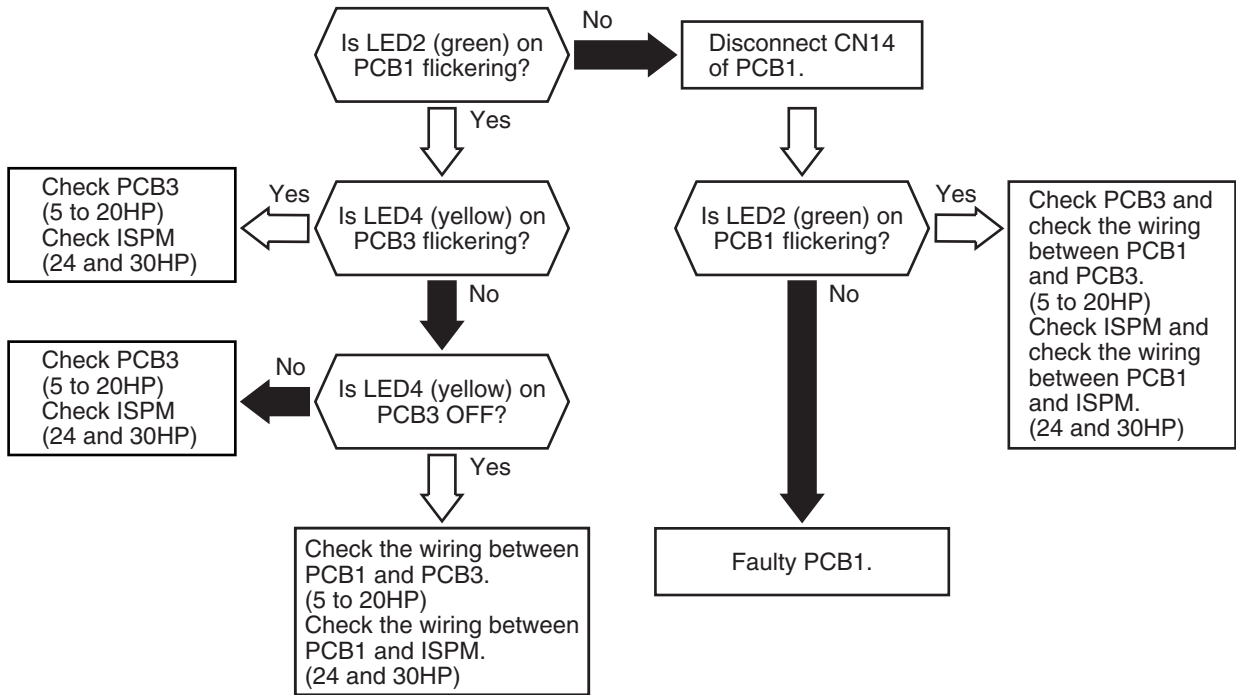 Is LED2 (green) on
PCB1 flickering?
No
Disconnect CN14
of PCB1.
Yes
Check PCB3
(5 to 20HP)
Check ISPM
(24 and 30HP)
Yes
Is LED4 (yellow) on
PCB3 flickering?
Is LED2 (green) on
PCB1 flickering?
Yes
Check PCB3 and
check the wiring
between PCB1
and PCB3.
(5 to 20HP)
Check ISPM and
check the wiring
between PCB1
and ISPM.
(24 and 30HP)
No
No
Check PCB3
(5 to 20HP)
Check ISPM
(24 and 30HP)
No
Is LED4 (yellow) on
PCB3 OFF?
Yes
Check the wiring between
PCB1 and PCB3.
(5 to 20HP)
Check the wiring between
PCB1 and ISPM.
(24 and 30HP)
Faulty PCB1.